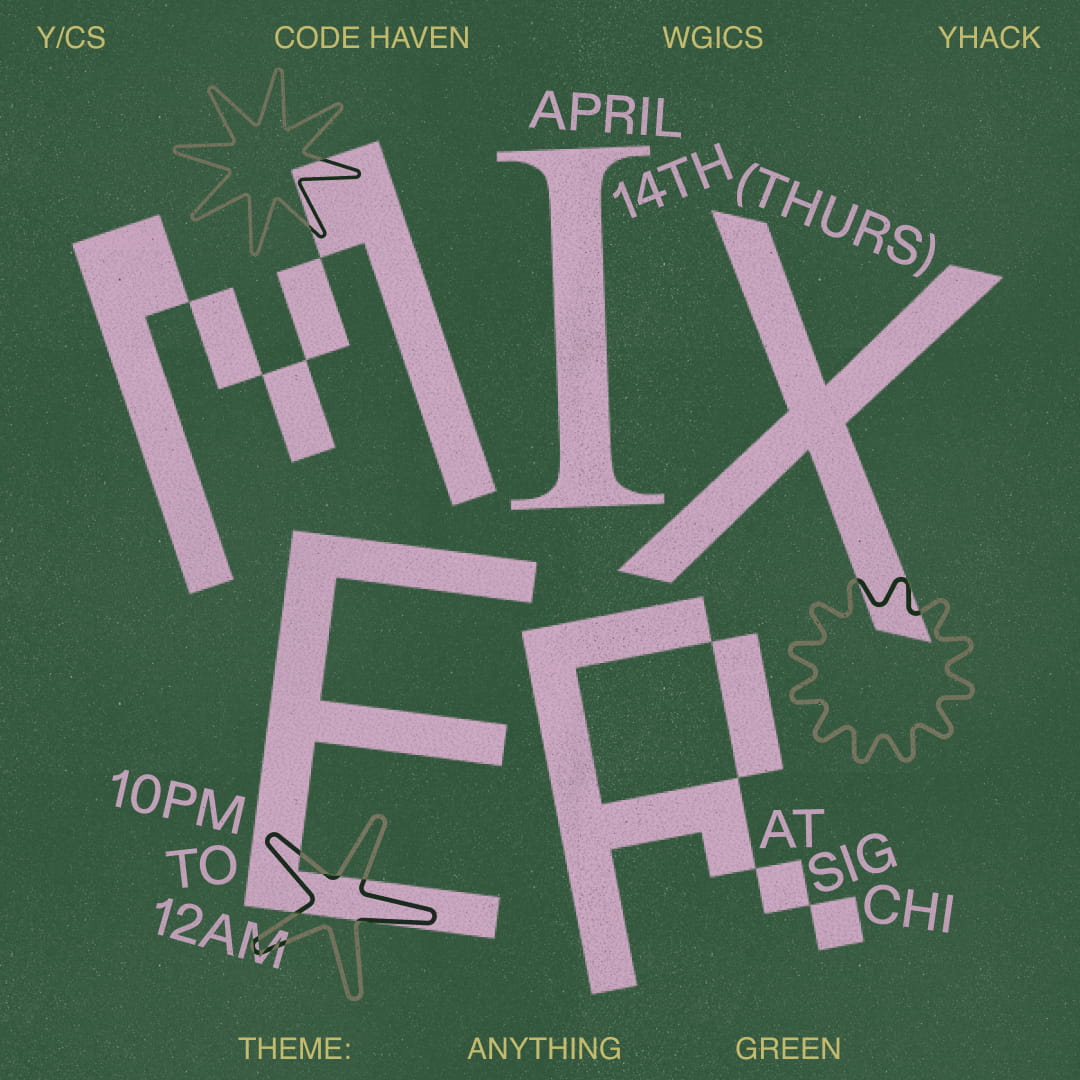 Y/CS CODE HAVEN WGICS YHACK
APRIL
14TH (THURS)
MIX
ER
10PM
TO
12AM
AT
SIG
CHI
THEME: ANYTHING GREEN